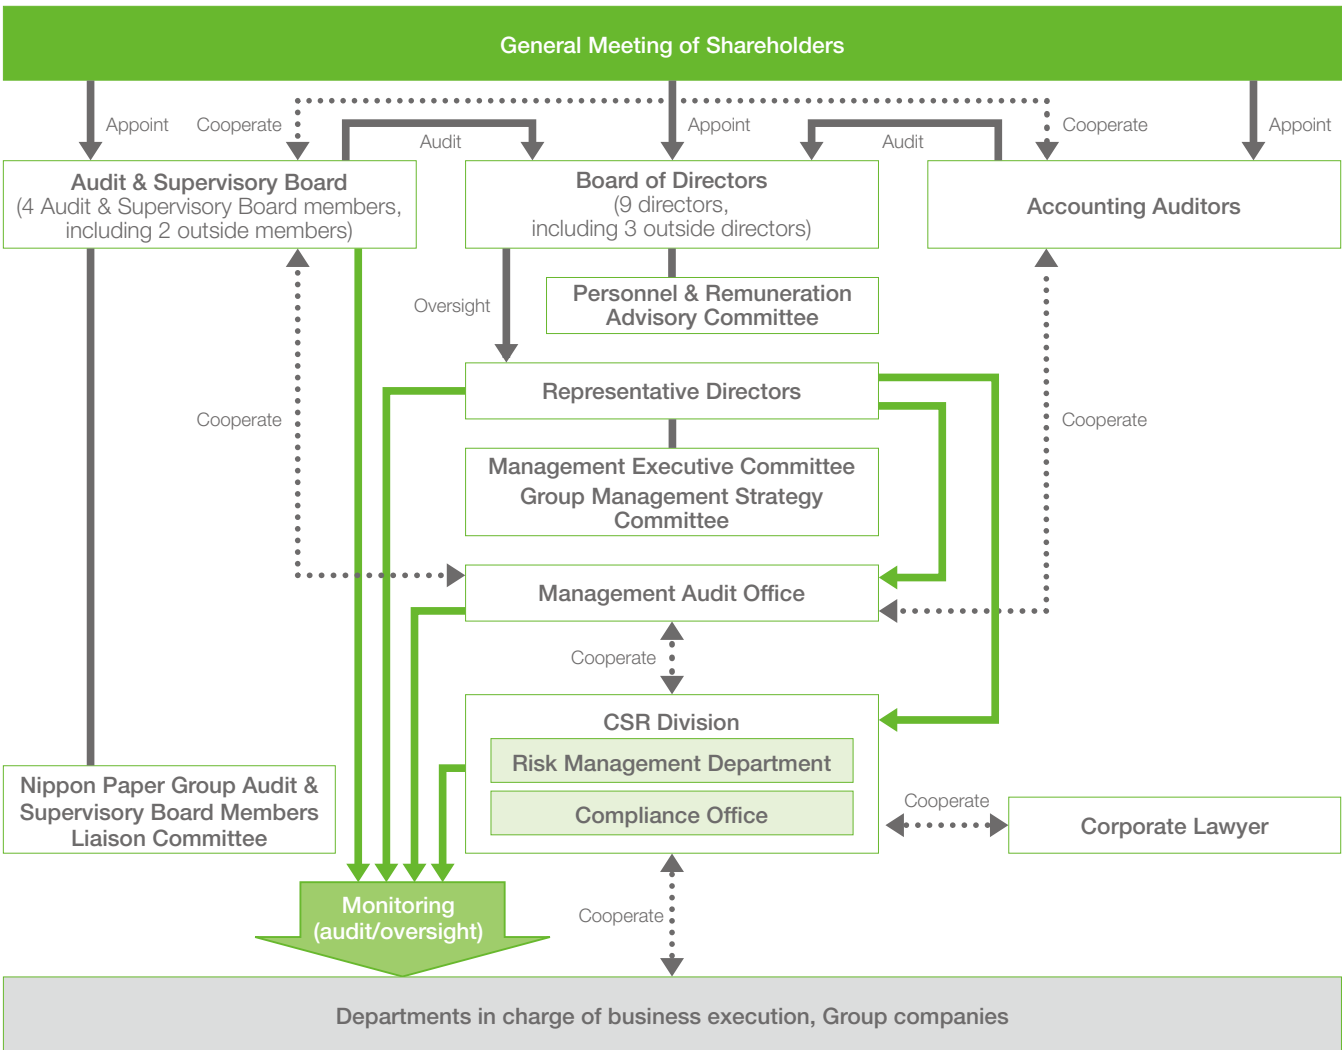 General Meeting of Shareholders
Appoint
Cooperate
Audit
Appoint
Audit
Cooperate
Appoint
Audit & Supervisory Board
(4 Audit & Supervisory Board members,
including 2 outside members)
Board of Directors
(9 directors,
including 3 outside directors)
Accounting Auditors
Oversight
Personnel & Remuneration
Advisory Committee
Representative Directors
Cooperate
Cooperate
Management Executive Committee
Group Management Strategy
Committee
Management Audit Office
Cooperate
CSR Division
Risk Management Department
Compliance Office
Nippon Paper Group Audit &
Supervisory Board Members
Liaison Committee
Cooperate
Corporate Lawyer
Monitoring
(audit/oversight)
Cooperate
Departments in charge of business execution, Group companies